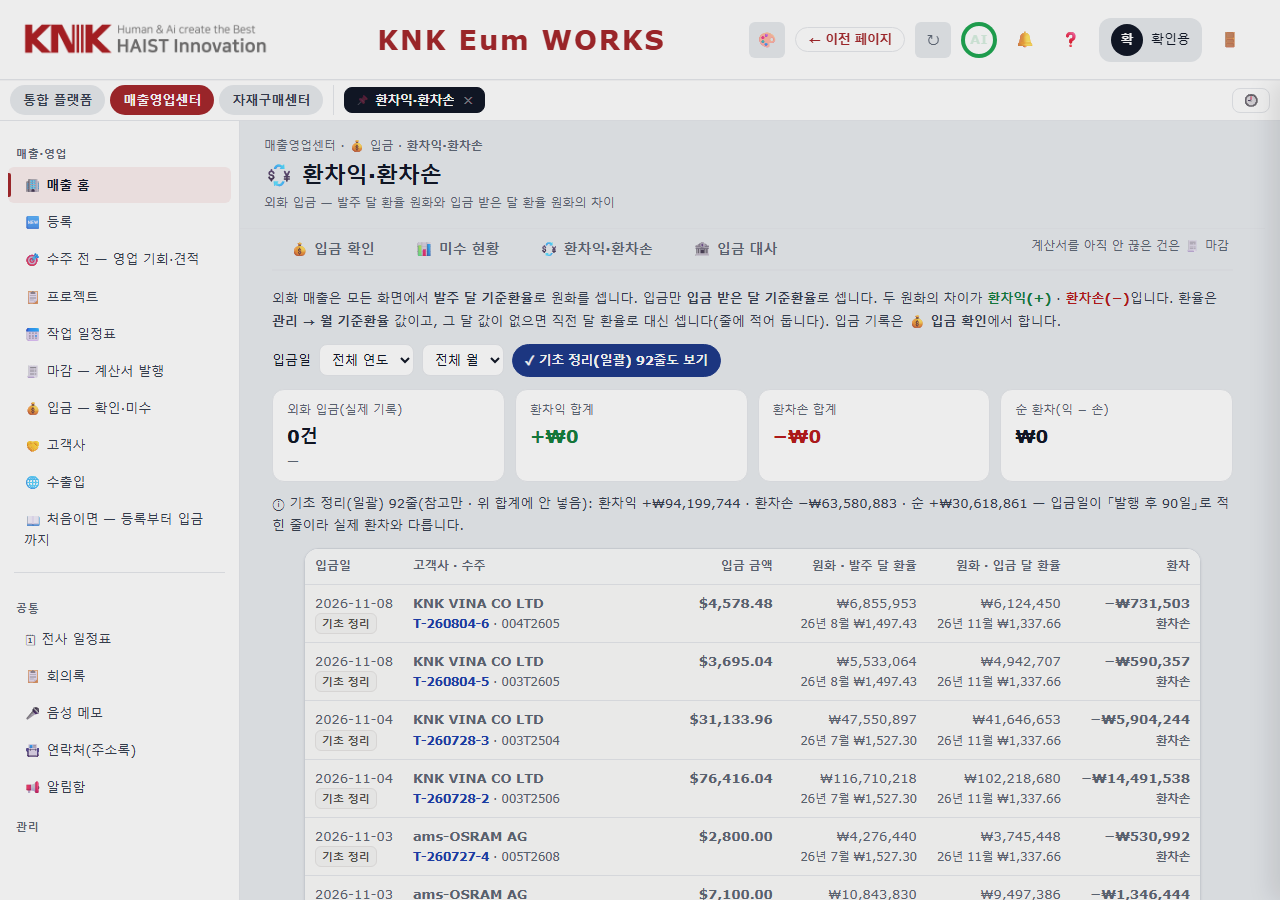 KNK Human & Ai create the Best
HAIST Innovation
KNK Eum WORKS
← 이전 페이지
↻
AI
확 확인용
통합 플랫폼
매출영업센터
자재구매센터
환차익·환차손 ×
매출·영업
매출 홈
등록
수주 전 — 영업 기회·견적
프로젝트
작업 일정표
마감 — 계산서 발행
입금 — 확인·미수
고객사
수출입
처음이면 — 등록부터 입금
까지
공통
전사 일정표
회의록
음성 메모
연락처(주소록)
알림함
관리
매출영업센터 · 💰 입금 · 환차익·환차손
환차익·환차손
외화 입금 — 발주 달 환율 원화와 입금 받은 달 환율 원화의 차이
입금 확인
미수 현황
환차익·환차손
입금 대사
계산서를 아직 안 끊은 건은 🧾 마감
외화 매출은 모든 화면에서 발주 달 기준환율로 원화를 셉니다. 입금만 입금 받은 달 기준환율로 셉니다. 두 원화의 차이가 환차익(+) · 환차손(−)입니다. 환율은
관리 → 월 기준환율 값이고, 그 달 값이 없으면 직전 달 환율로 대신 셉니다(줄에 적어 둡니다). 입금 기록은 💰 입금 확인에서 합니다.
입금일 전체 연도 전체 월 ✓ 기초 정리(일괄) 92줄도 보기
외화 입금(실제 기록)
0건
—
환차익 합계
+₩0
환차손 합계
−₩0
순 환차(익 − 손)
₩0
ⓘ 기초 정리(일괄) 92줄(참고만 · 위 합계에 안 넣음): 환차익 +₩94,199,744 · 환차손 −₩63,580,883 · 순 +₩30,618,861 — 입금일이 「발행 후 90일」로 적
힌 줄이라 실제 환차와 다릅니다.
입금일 고객사 · 수주 입금 금액 원화 · 발주 달 환율 원화 · 입금 달 환율 환차
2026-11-08 KNK VINA CO LTD $4,578.48 ₩6,855,953 ₩6,124,450 −₩731,503
기초 정리 T-260804-6 · 004T2605 26년 8월 ₩1,497.43 26년 11월 ₩1,337.66 환차손
2026-11-08 KNK VINA CO LTD $3,695.04 ₩5,533,064 ₩4,942,707 −₩590,357
기초 정리 T-260804-5 · 003T2605 26년 8월 ₩1,497.43 26년 11월 ₩1,337.66 환차손
2026-11-04 KNK VINA CO LTD $31,133.96 ₩47,550,897 ₩41,646,653 −₩5,904,244
기초 정리 T-260728-3 · 003T2504 26년 7월 ₩1,527.30 26년 11월 ₩1,337.66 환차손
2026-11-04 KNK VINA CO LTD $76,416.04 ₩116,710,218 ₩102,218,680 −₩14,491,538
기초 정리 T-260728-2 · 003T2506 26년 7월 ₩1,527.30 26년 11월 ₩1,337.66 환차손
2026-11-03 ams-OSRAM AG $2,800.00 ₩4,276,440 ₩3,745,448 −₩530,992
기초 정리 T-260727-4 · 005T2608 26년 7월 ₩1,527.30 26년 11월 ₩1,337.66 환차손
2026-11-03 ams-OSRAM AG $7,100.00 ₩10,843,830 ₩9,497,386 −₩1,346,444